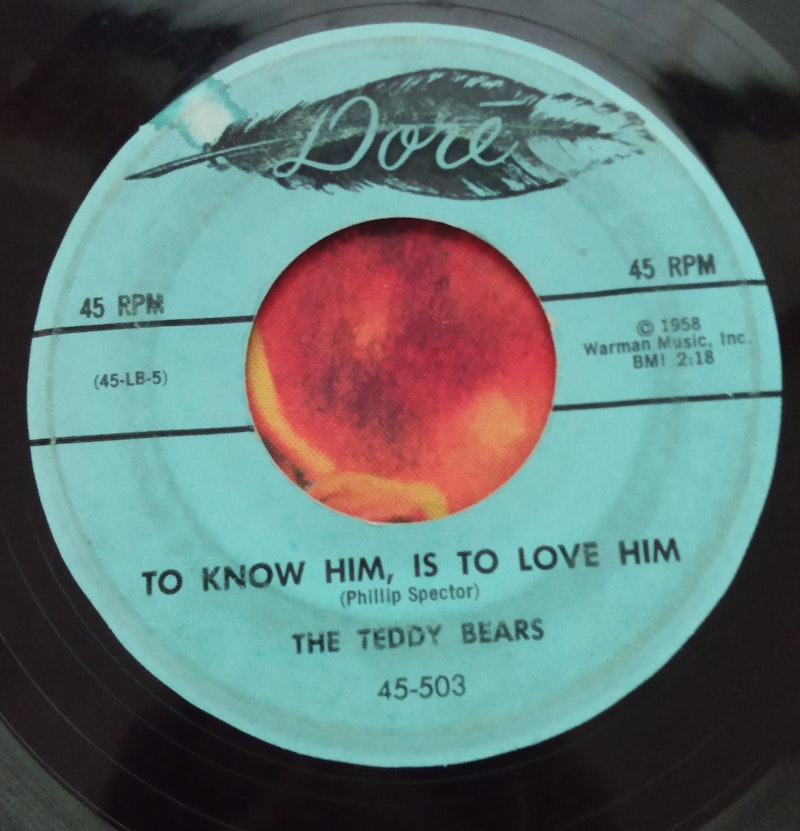 Doré
45 RPM
45 RPM
(45-LB-5)
© 1958
Warman Music, Inc.
BMI 2:18
TO KNOW HIM, IS TO LOVE HIM
(Phillip Spector)
THE TEDDY BEARS
45-503